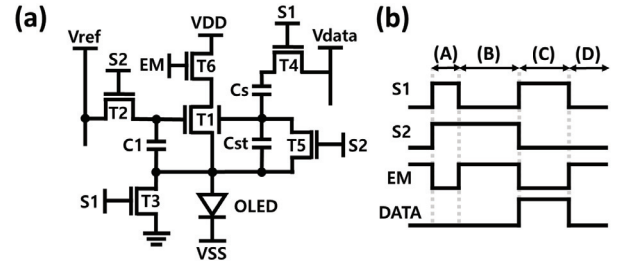 (a)
Vref
S2
VDD
EM
T6
S1
Vdata
T4
Cs
T2
T1
C1
Cst
T5
S2
S1
T3
OLED
VSS
(b)
(A) (B) (C) (D)
S1
S2
EM
DATA